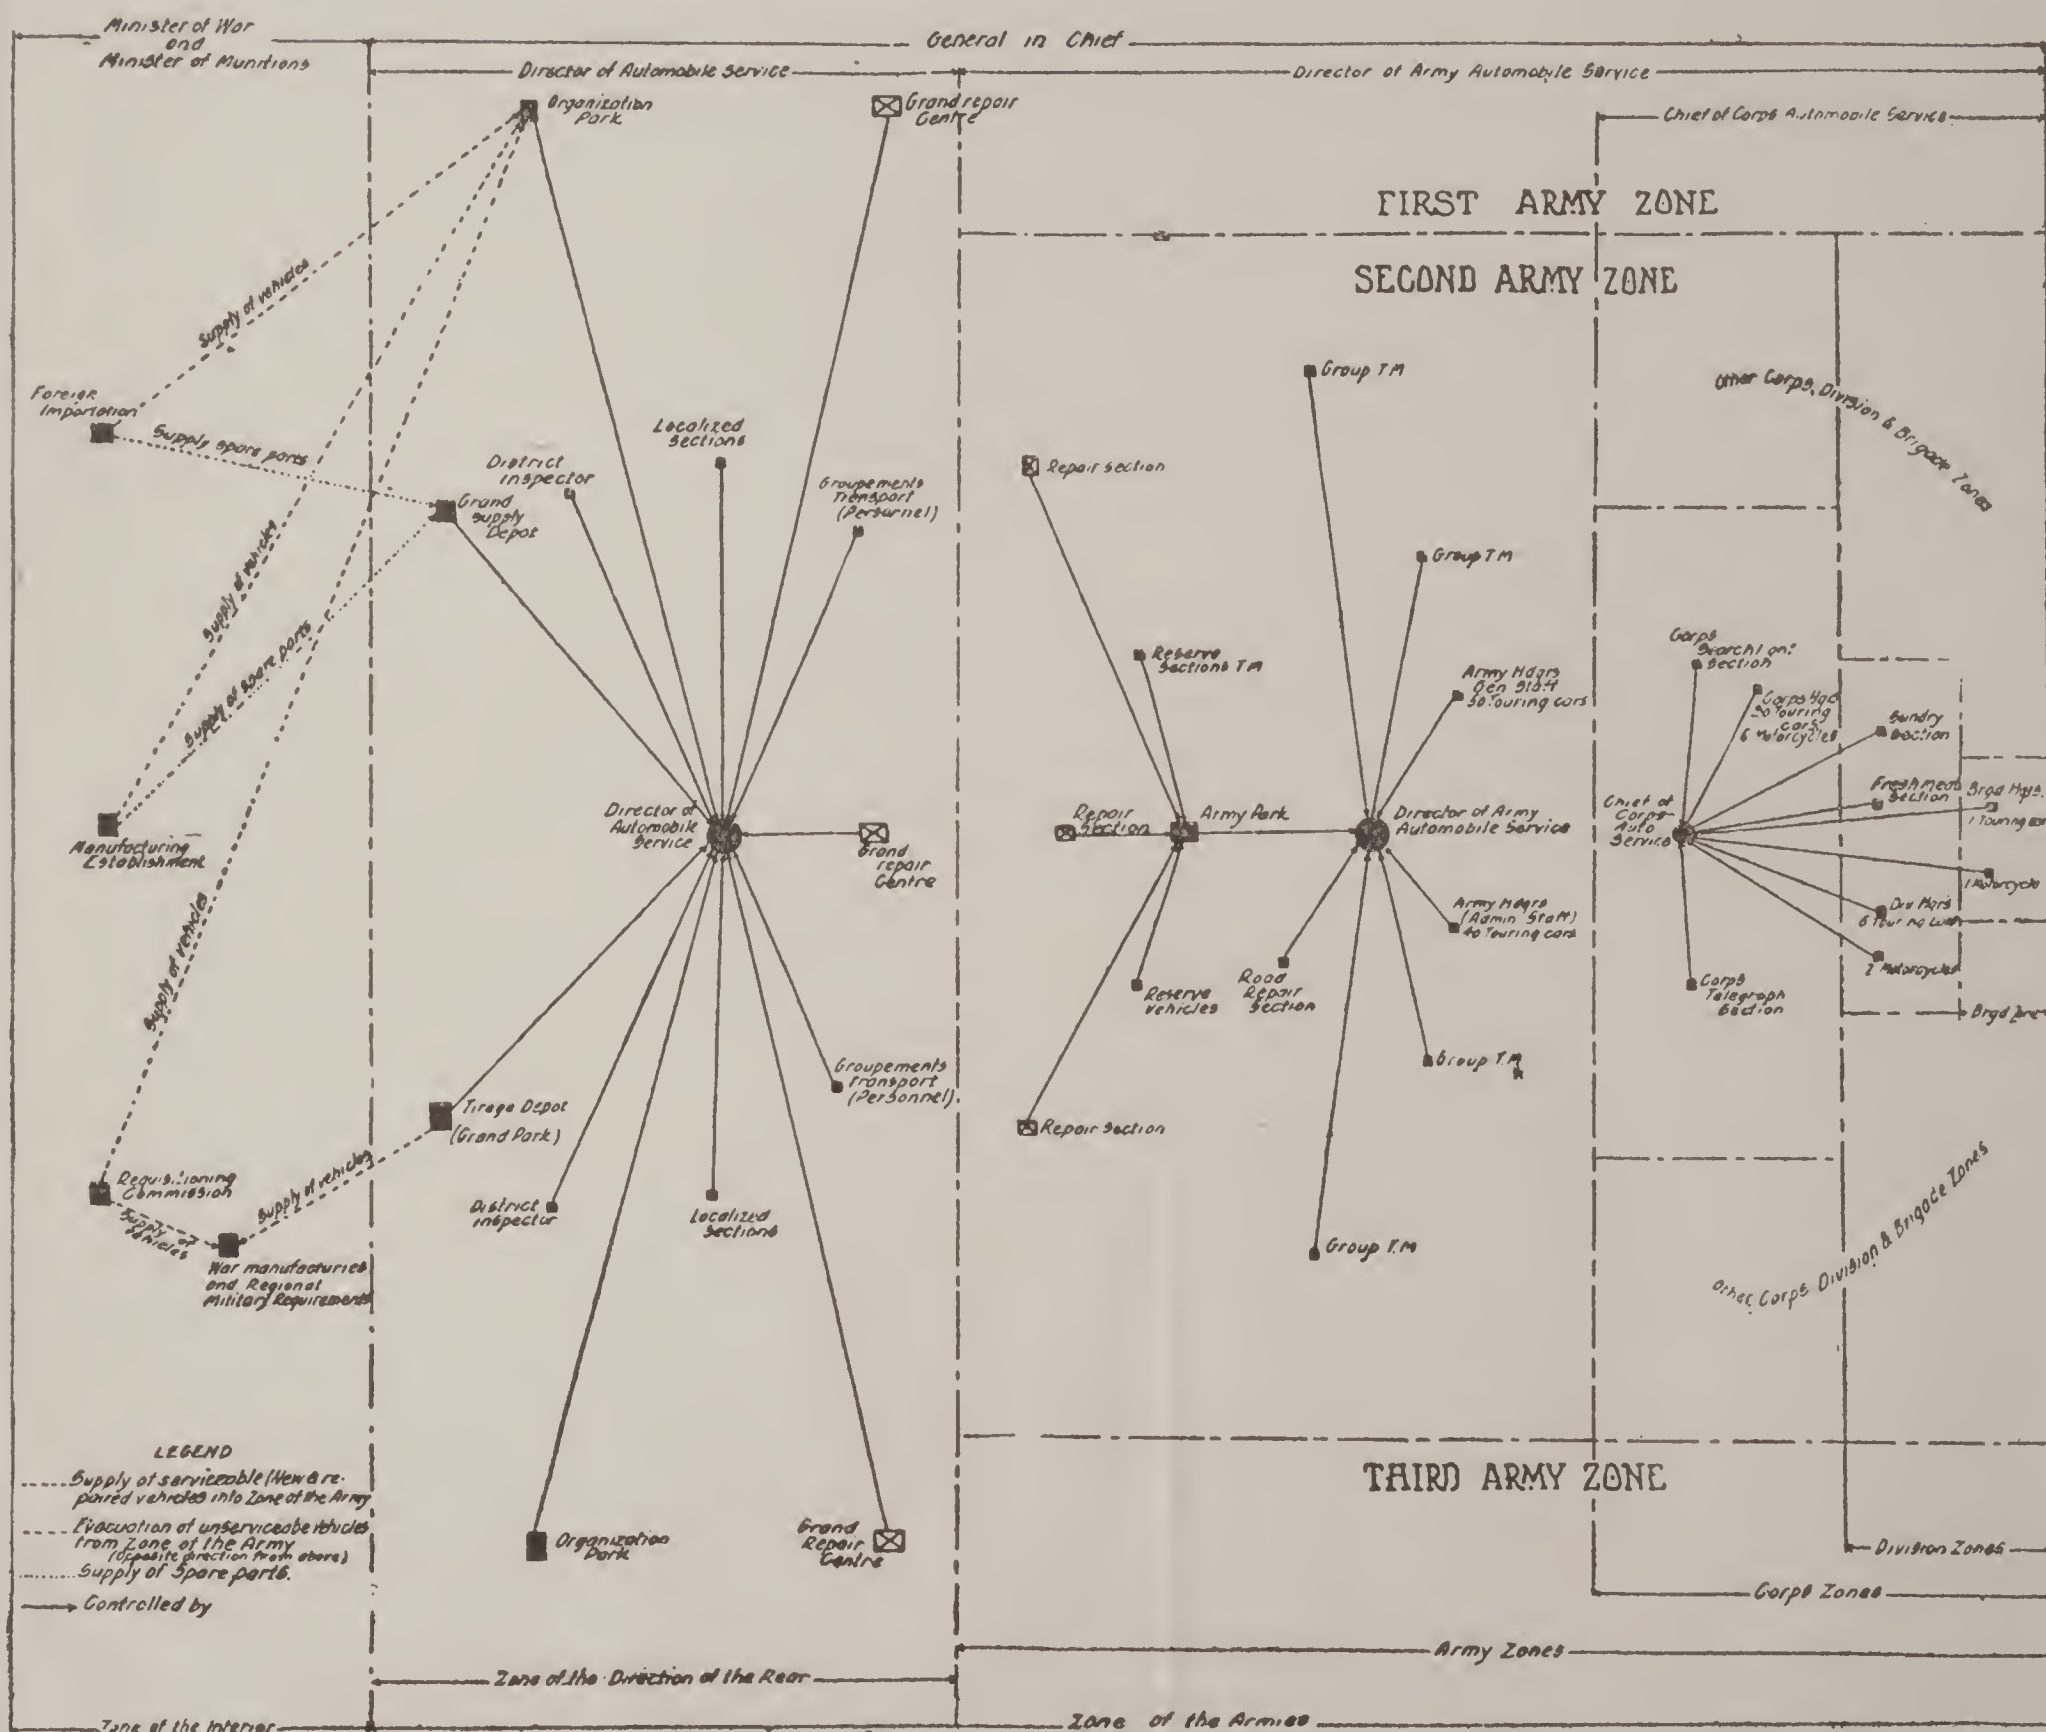 Minister of War
and
Minister of Munitions
General in Chief
Director of Automobile Service
Director of Army Automobile Service
Chief of Corps Automobile Service
Organization
Park
Grand repair
Centre
FIRST ARMY ZONE
SECOND ARMY ZONE
Supply of vehicles
Foreign
Importation
Supply spare parts
Grand
Supply
Depot
District
inspector
Localized
Sections
Groupements
Transport
(Personnel)
Repair section
Group TM
Group TM
Other Corps, Division & Brigade Zones
Supply of vehicles
Supply of spare parts
Reserve
Sections TM
Army Hdqrs
Gen Staff
50 Touring cars
Corps
Section
Corps Hqd
30 Touring
cars
6 Motorcycles
Sundry
Section
Manufacturing
Establishment
Director of
Automobile
Service
Grand
repair
Centre
Repair
Section
Army Park
Director of Army
Automobile Service
Chief of
Corps
Auto
Service
Fresh meat
Section
Brgd Hqs.
1 Touring car
1 Motorcycle
Div Hqrs
6 Touring
2 Motorcycles
Supply of vehicles
Reserve
vehicles
Road
Repair
Section
Army Hdqrs
(Admin Staff)
40 Touring cars
Corps
Telegraph
Section
Brgd Zone
Tirage Depot
(Grand Park)
Groupements
transport
(Personnel)
Repair section
Group T.M
Requisitioning
Commission
Supply of vehicles
Supply of
vehicles
War manufacturies
and Regional
Military Requirements
District
inspector
Localized
Sections
Group T.M
Other Corps Division & Brigade Zones
LEGEND
Supply of serviceable (New & re-
paired vehicles into Zone of the Army
Evacuation of unserviceabe vehicles
from Zone of the Army
(Opposite direction from above)
Supply of Spare parts.
Controlled by
Organization
Park
Grand
Repair
Centre
THIRD ARMY ZONE
Division Zones
Corps Zones
Army Zones
Zone of the Direction of the Rear
Zone of the Interior
Zone of the Armies